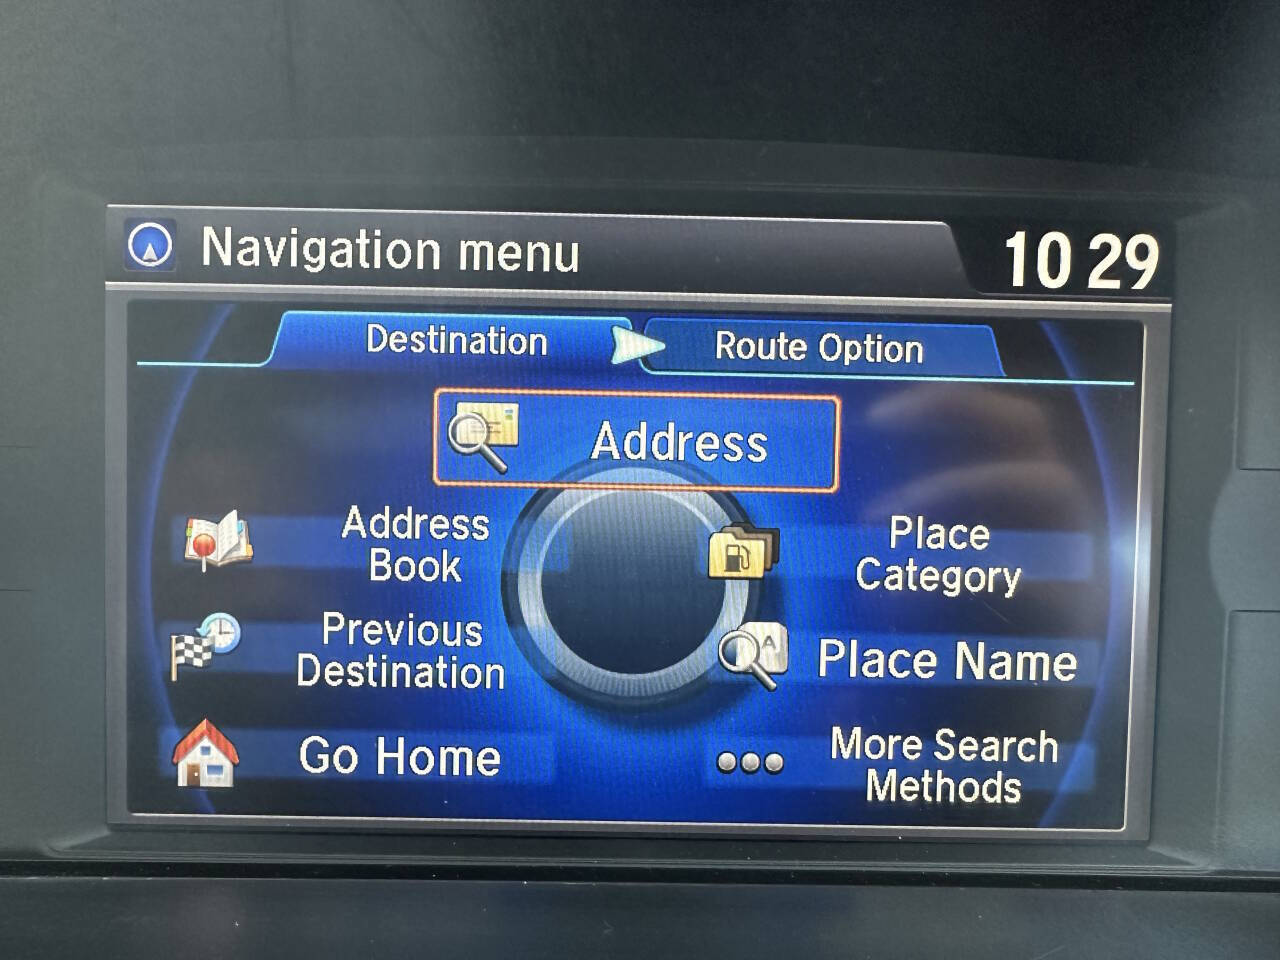 Navigation menu
10 29
Destination
Route Option
Address
Address
Book
Place
Category
Previous
Destination
A
Place Name
Go Home
More Search
Methods